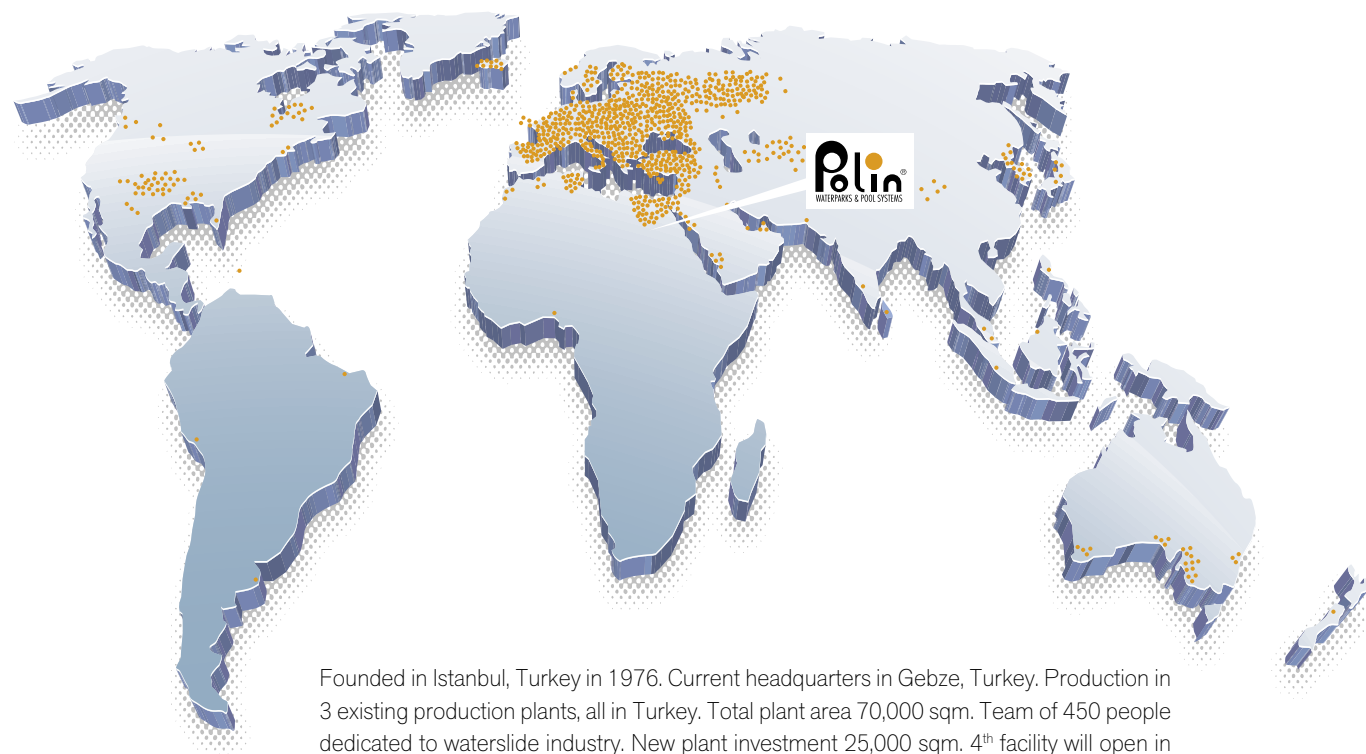 Polin®
WATERPARKS & POOL SYSTEMS
Founded in Istanbul, Turkey in 1976. Current headquarters in Gebze, Turkey. Production in
3 existing production plants, all in Turkey. Total plant area 70,000 sqm. Team of 450 people
dedicated to waterslide industry. New plant investment 25,000 sqm. 4th facility will open in